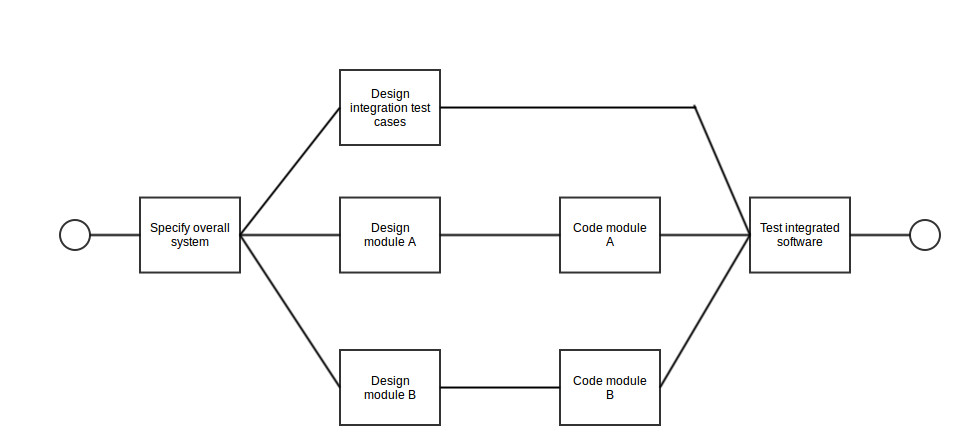 Design
integration test
cases
Specify overall
system
Design
module A
Code module
A
Test integrated
software
Design
module B
Code module
B